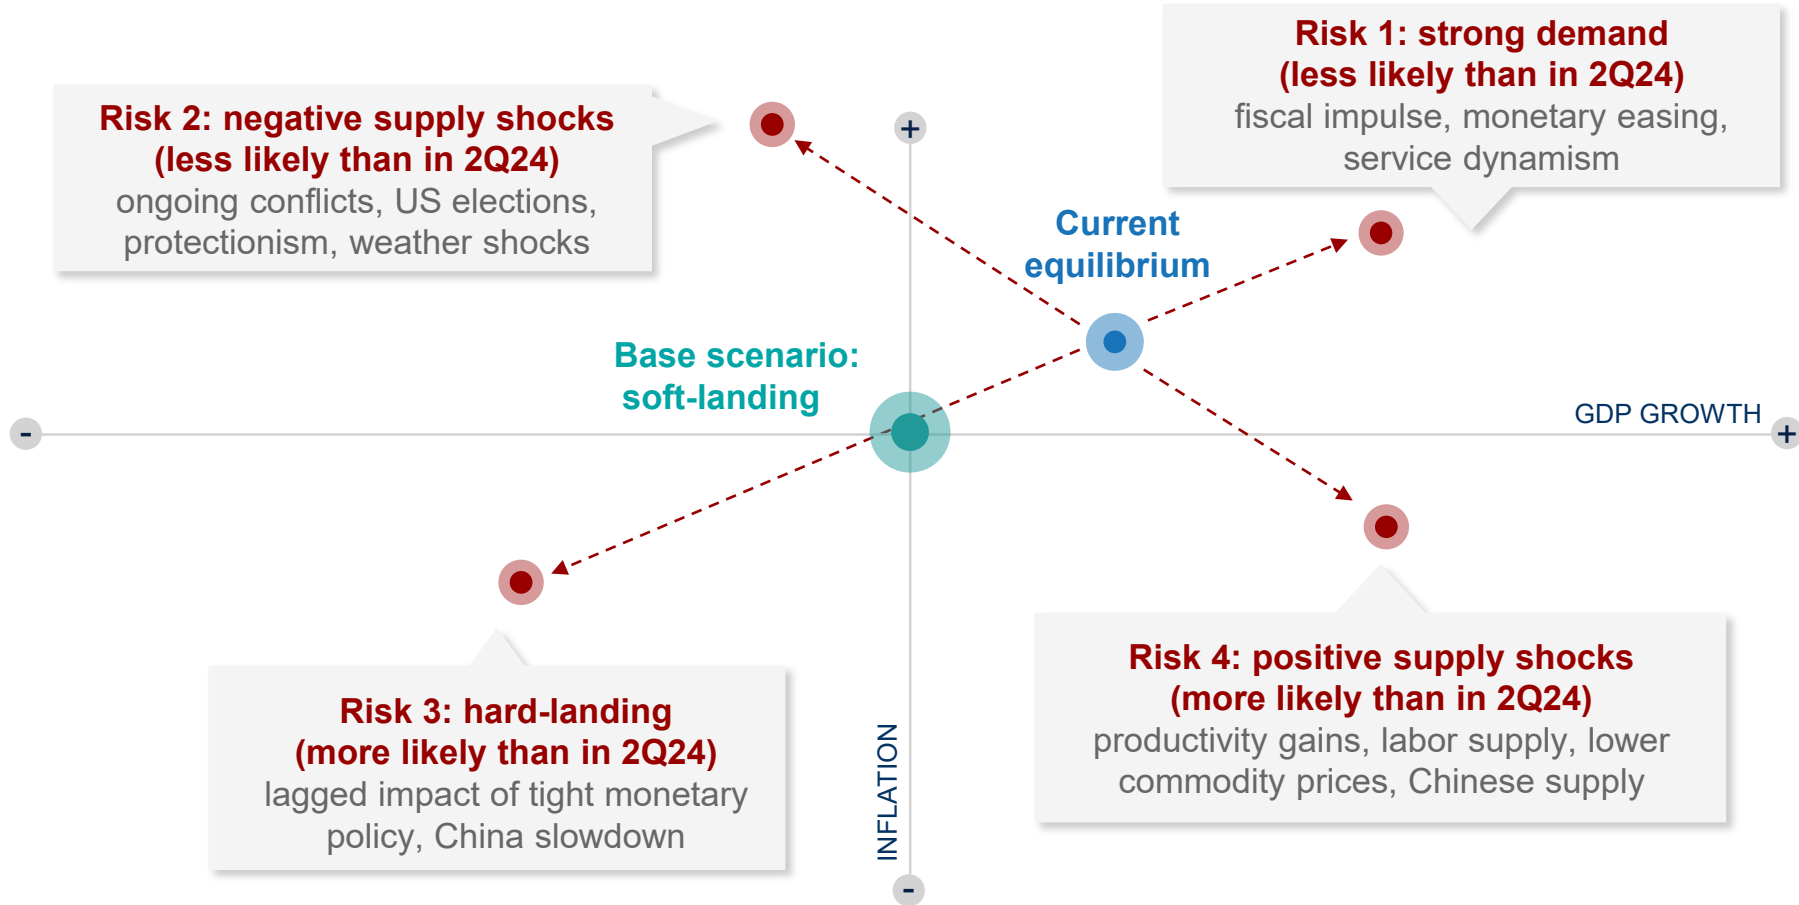 Risk 1: strong demand
(less likely than in 2Q24)
fiscal impulse, monetary easing,
service dynamism
Risk 2: negative supply shocks
(less likely than in 2Q24)
ongoing conflicts, US elections,
protectionism, weather shocks
+
Current
equilibrium
Base scenario:
soft-landing
-
GDP GROWTH
+
Risk 3: hard-landing
(more likely than in 2Q24)
lagged impact of tight monetary
policy, China slowdown
INFLATION
-
Risk 4: positive supply shocks
(more likely than in 2Q24)
productivity gains, labor supply, lower
commodity prices, Chinese supply